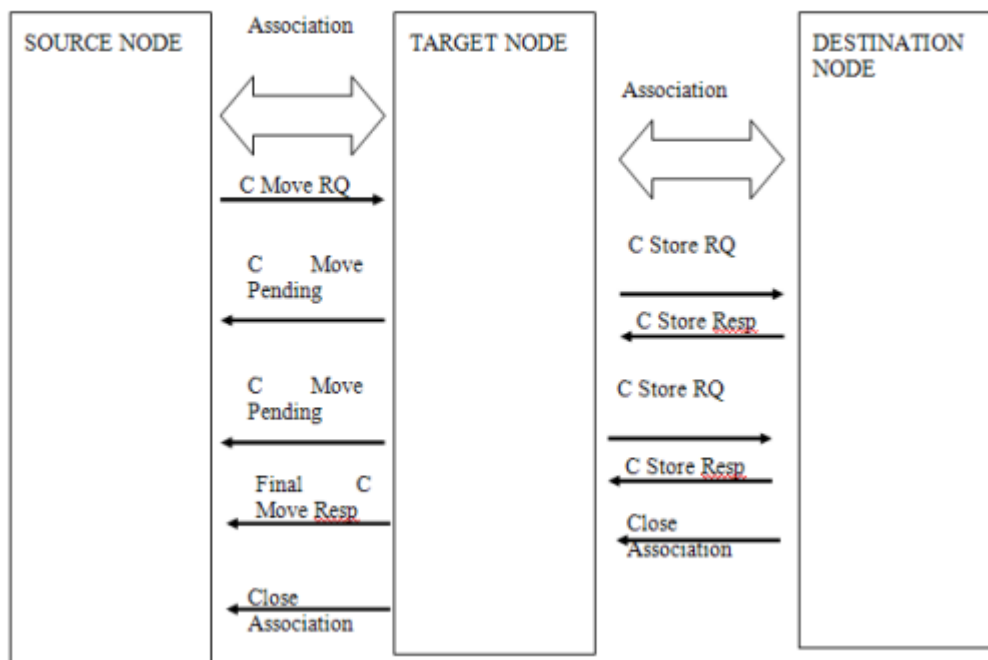 SOURCE NODE
Association
TARGET NODE
DESTINATION
NODE
Association
C Move RQ
C Store RQ
C Move
Pending
C Store Resp
C Move
Pending
C Store RQ
C Store Resp
Final C
Move Resp
Close
Association
Close
Association